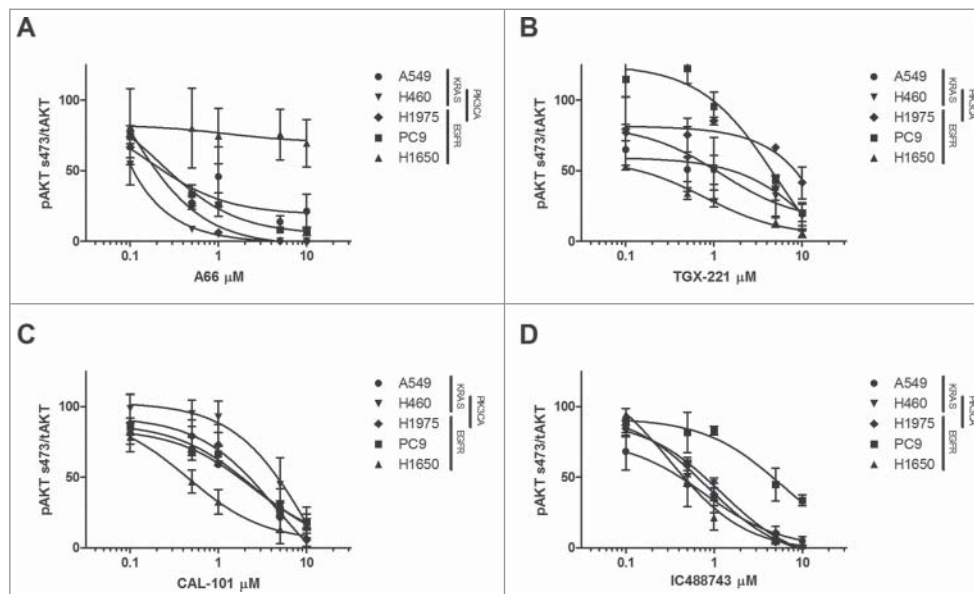 A
pAKT s473/tAKT
100
50
0
0.1
1
10
A66 μM
A549
H460
H1975
PC9
H1650
KRAS
EGFR
PIK3CA
B
pAKT s473/tAKT
100
50
0
0.1
1
10
TGX-221 μM
A549
H460
H1975
PC9
H1650
KRAS
EGFR
PIK3CA
C
pAKT s473/tAKT
100
50
0
0.1
1
10
CAL-101 μM
A549
H460
H1975
PC9
H1650
KRAS
EGFR
PIK3CA
D
pAKT s473/tAKT
100
50
0
0.1
1
10
IC488743 μM
A549
H460
H1975
PC9
H1650
KRAS
EGFR
PIK3CA